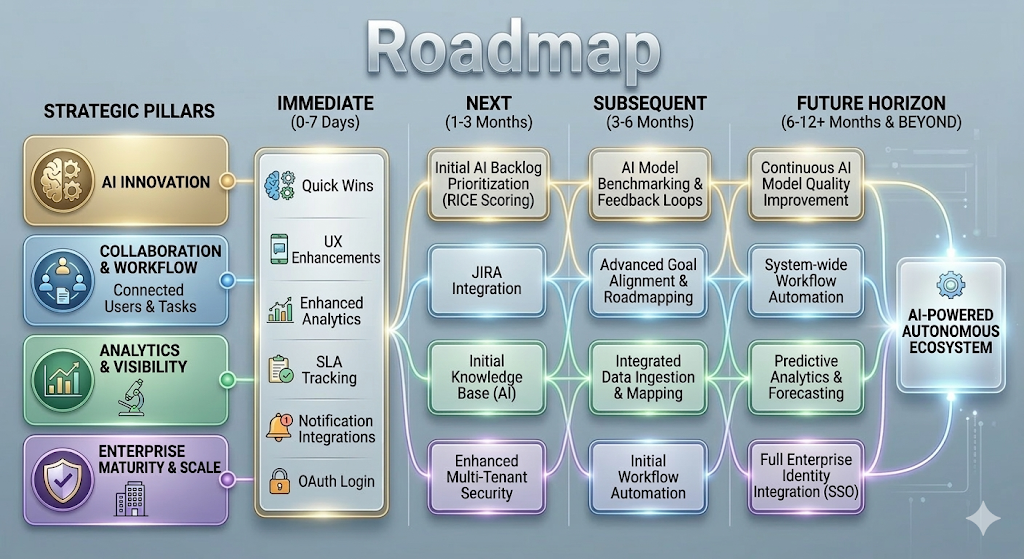 Roadmap
STRATEGIC PILLARS
IMMEDIATE
(0-7 Days)
NEXT
(1-3 Months)
SUBSEQUENT
(3-6 Months)
FUTURE HORIZON
(6-12+ Months & BEYOND)
AI INNOVATION
COLLABORATION
& WORKFLOW
Connected
Users & Tasks
ANALYTICS
& VISIBILITY
ENTERPRISE
MATURITY & SCALE
Quick Wins
UX
Enhancements
Enhanced
Analytics
SLA
Tracking
1
Notification
Integrations
OAuth Login
Initial AI Backlog
Prioritization
(RICE Scoring)
JIRA
Integration
Initial
Knowledge
Base (AI)
Enhanced
Multi-Tenant
Security
AI Model
Benchmarking &
Feedback Loops
Advanced Goal
Alignment &
Roadmapping
Integrated
Data Ingestion
& Mapping
Initial
Workflow
Automation
Continuous AI
Model Quality
Improvement
System-wide
Workflow
Automation
Predictive
Analytics &
Forecasting
Full Enterprise
Identity
Integration (SSO)
AI-POWERED
AUTONOMOUS
ECOSYSTEM